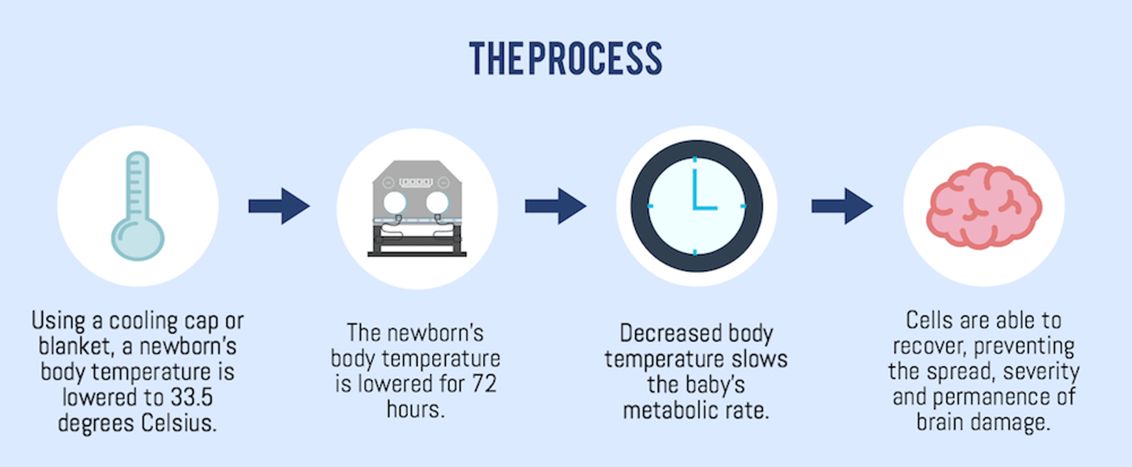 THE PROCESS
Using a cooling cap or
blanket, a newborn's
body temperature is
lowered to 33.5
degrees Celsius.
The newborn's
body temperature
is lowered for 72
hours.
Decreased body
temperature slows
the baby's
metabolic rate.
Cells are able to
recover, preventing
the spread, severity
and permanence of
brain damage.